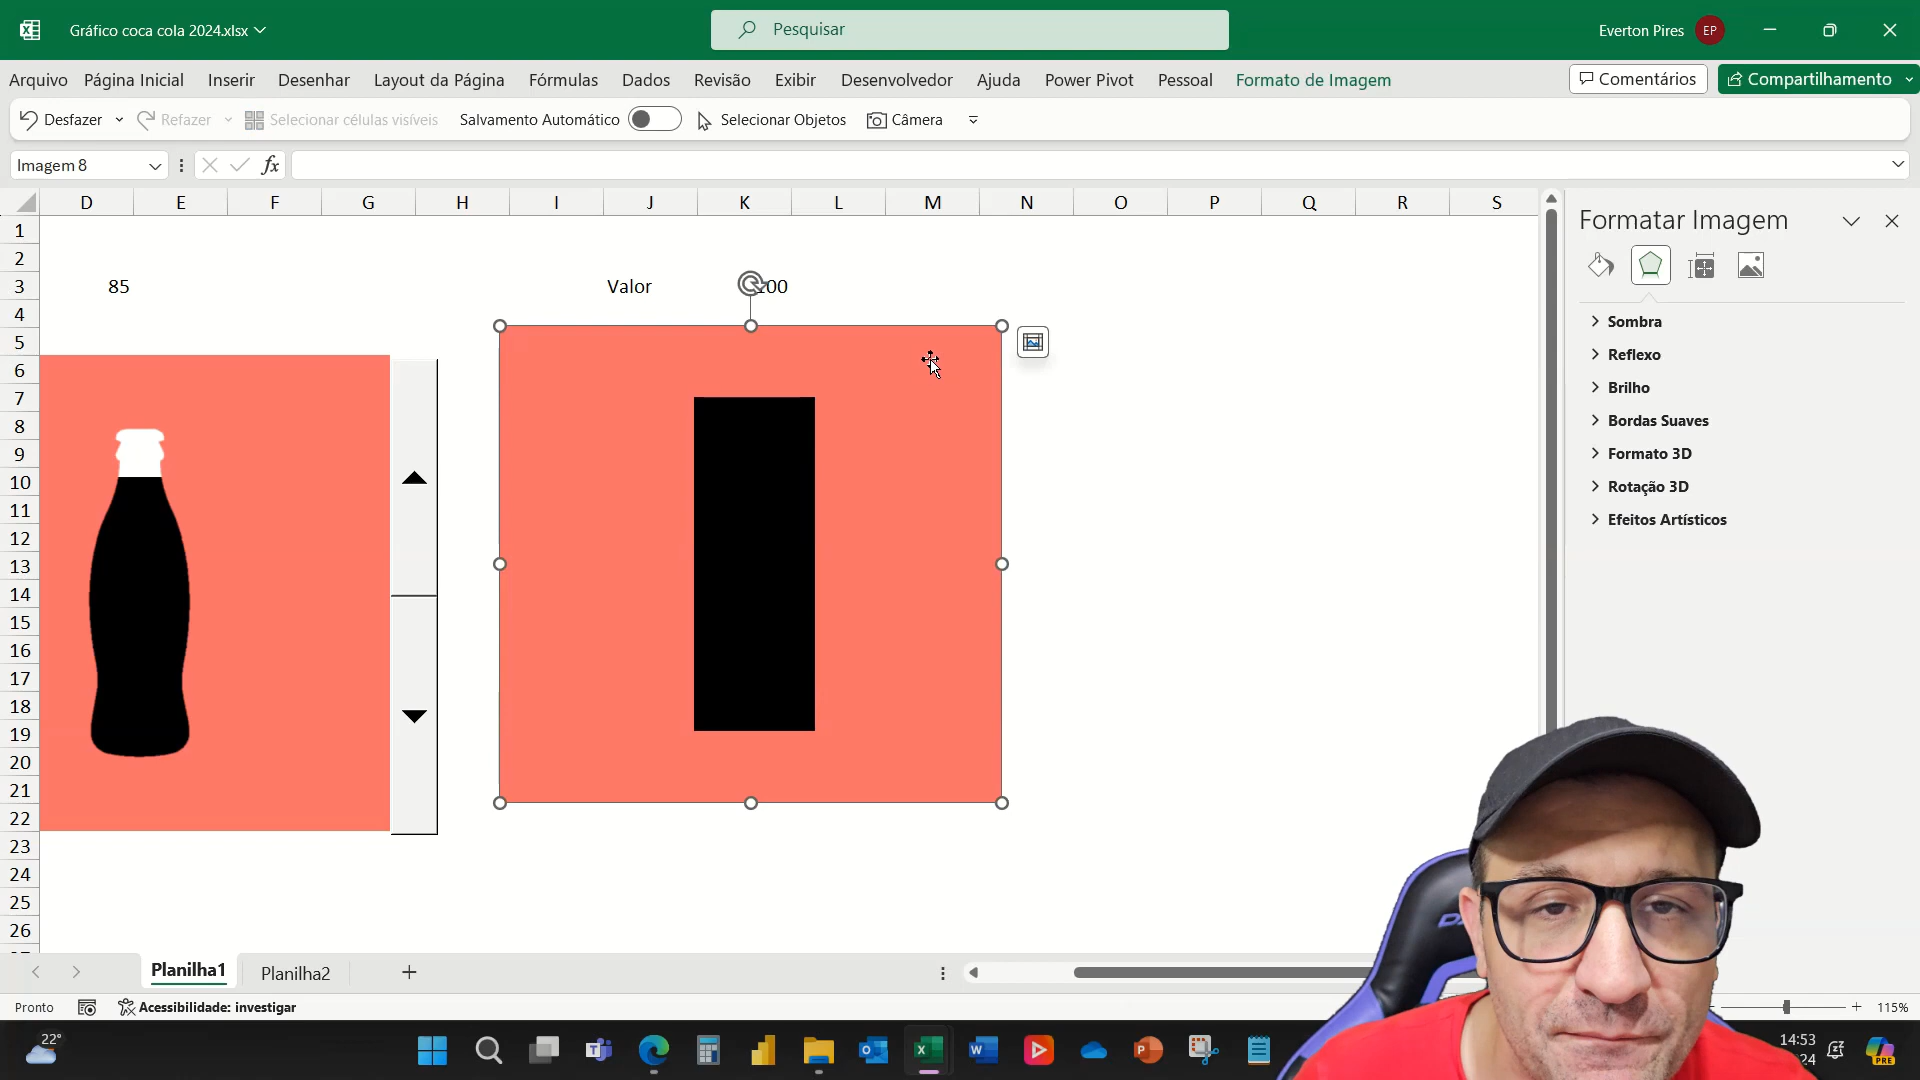 Gráfico coca cola 2024.xlsx
Pesquisar
Everton Pires
EP
Arquivo Página Inicial Inserir Desenhar Layout da Página Fórmulas Dados Revisão Exibir Desenvolvedor Ajuda Power Pivot Pessoal Formato de Imagem
Comentários
Compartilhamento
Desfazer
Refazer
Selecionar células visíveis
Salvamento Automático
Selecionar Objetos
Câmera
Imagem 8
fx
D E F G H I J K L M N O P Q R S
1
2
3
85
Valor
4
5
6
7
8
9
10
11
12
13
14
15
16
17
18
19
20
21
22
23
24
25
26
Formatar Imagem
Sombra
Reflexo
Brilho
Bordas Suaves
Formato 3D
Rotação 3D
Efeitos Artísticos
Planilha1
Planilha2
Pronto
Acessibilidade: investigar
115%
22°
14:53
24
PRE